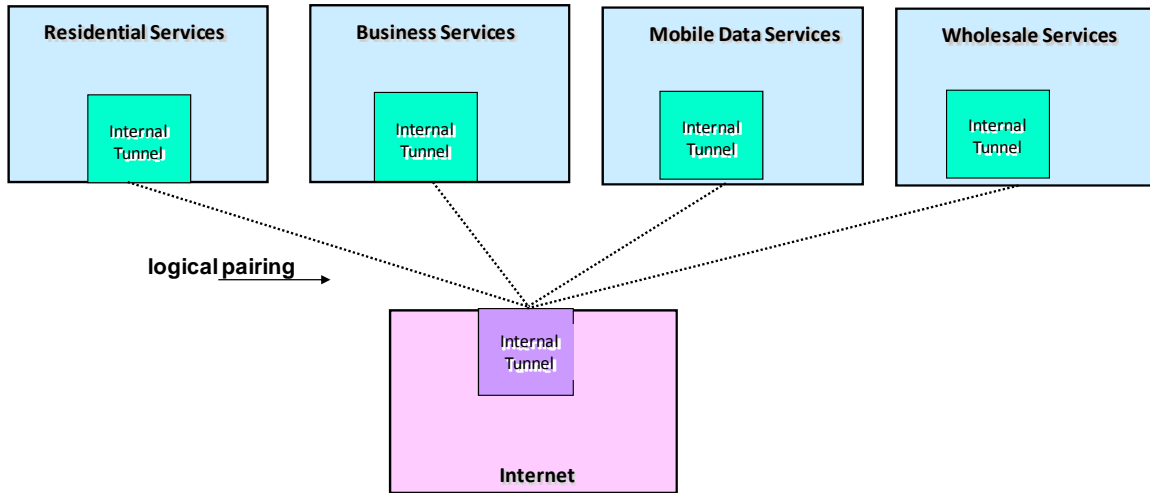 Residential Services
Business Services
Mobile Data Services
Wholesale Services
Internal
Tunnel
Internal
Tunnel
Internal
Tunnel
Internal
Tunnel
logical pairing
Internal
Tunnel
Internet